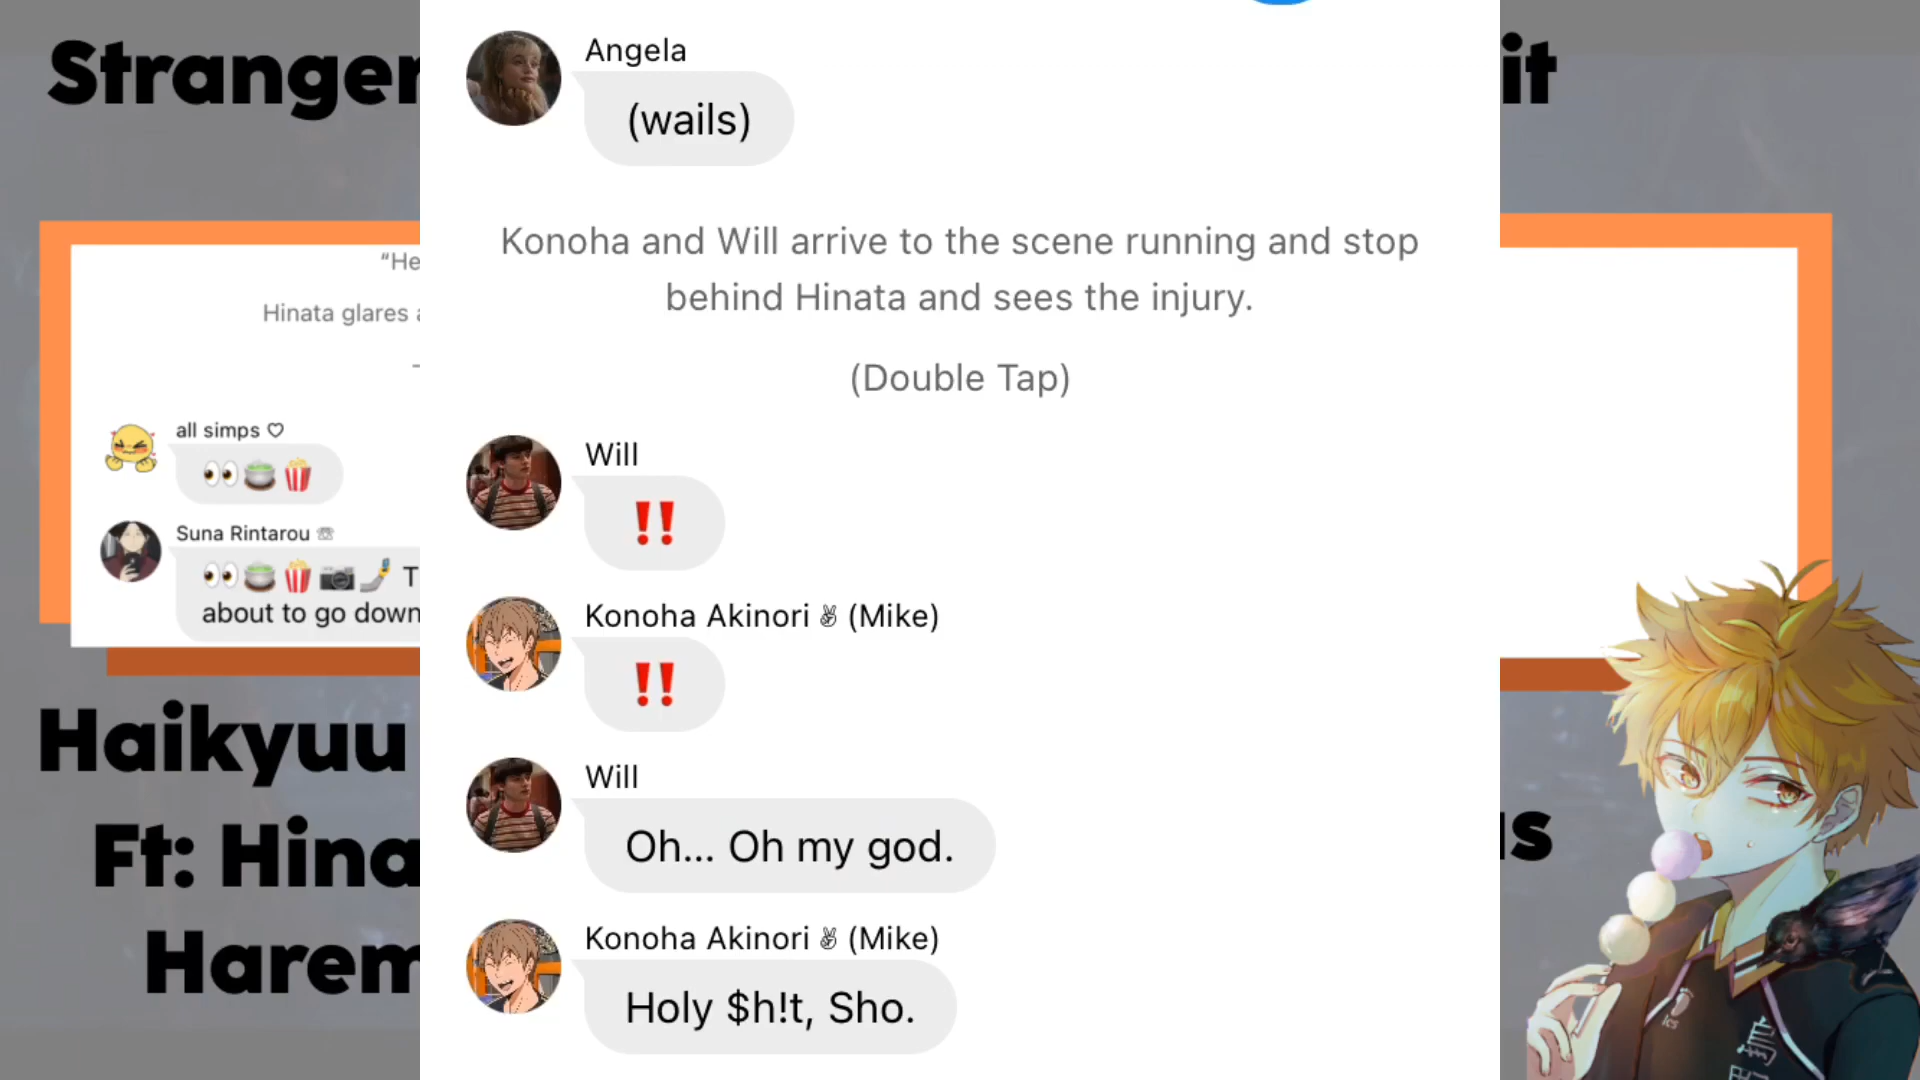 Stranger
it
Angela
(wails)
Konoha and Will arrive to the scene running and stop
behind Hinata and sees the injury.
(Double Tap)
“He
Hinata glares
all simps ♡
👀🍵🍿
Suna Rintarou ☏
👀🍵🍿📷🤳 T
about to go down
Will
‼️
Konoha Akinori ✌ (Mike)
‼️
Will
Oh... Oh my god.
Konoha Akinori ✌ (Mike)
Holy $h!t, Sho.
Haikyuu
Ft: Hina
Harem
s